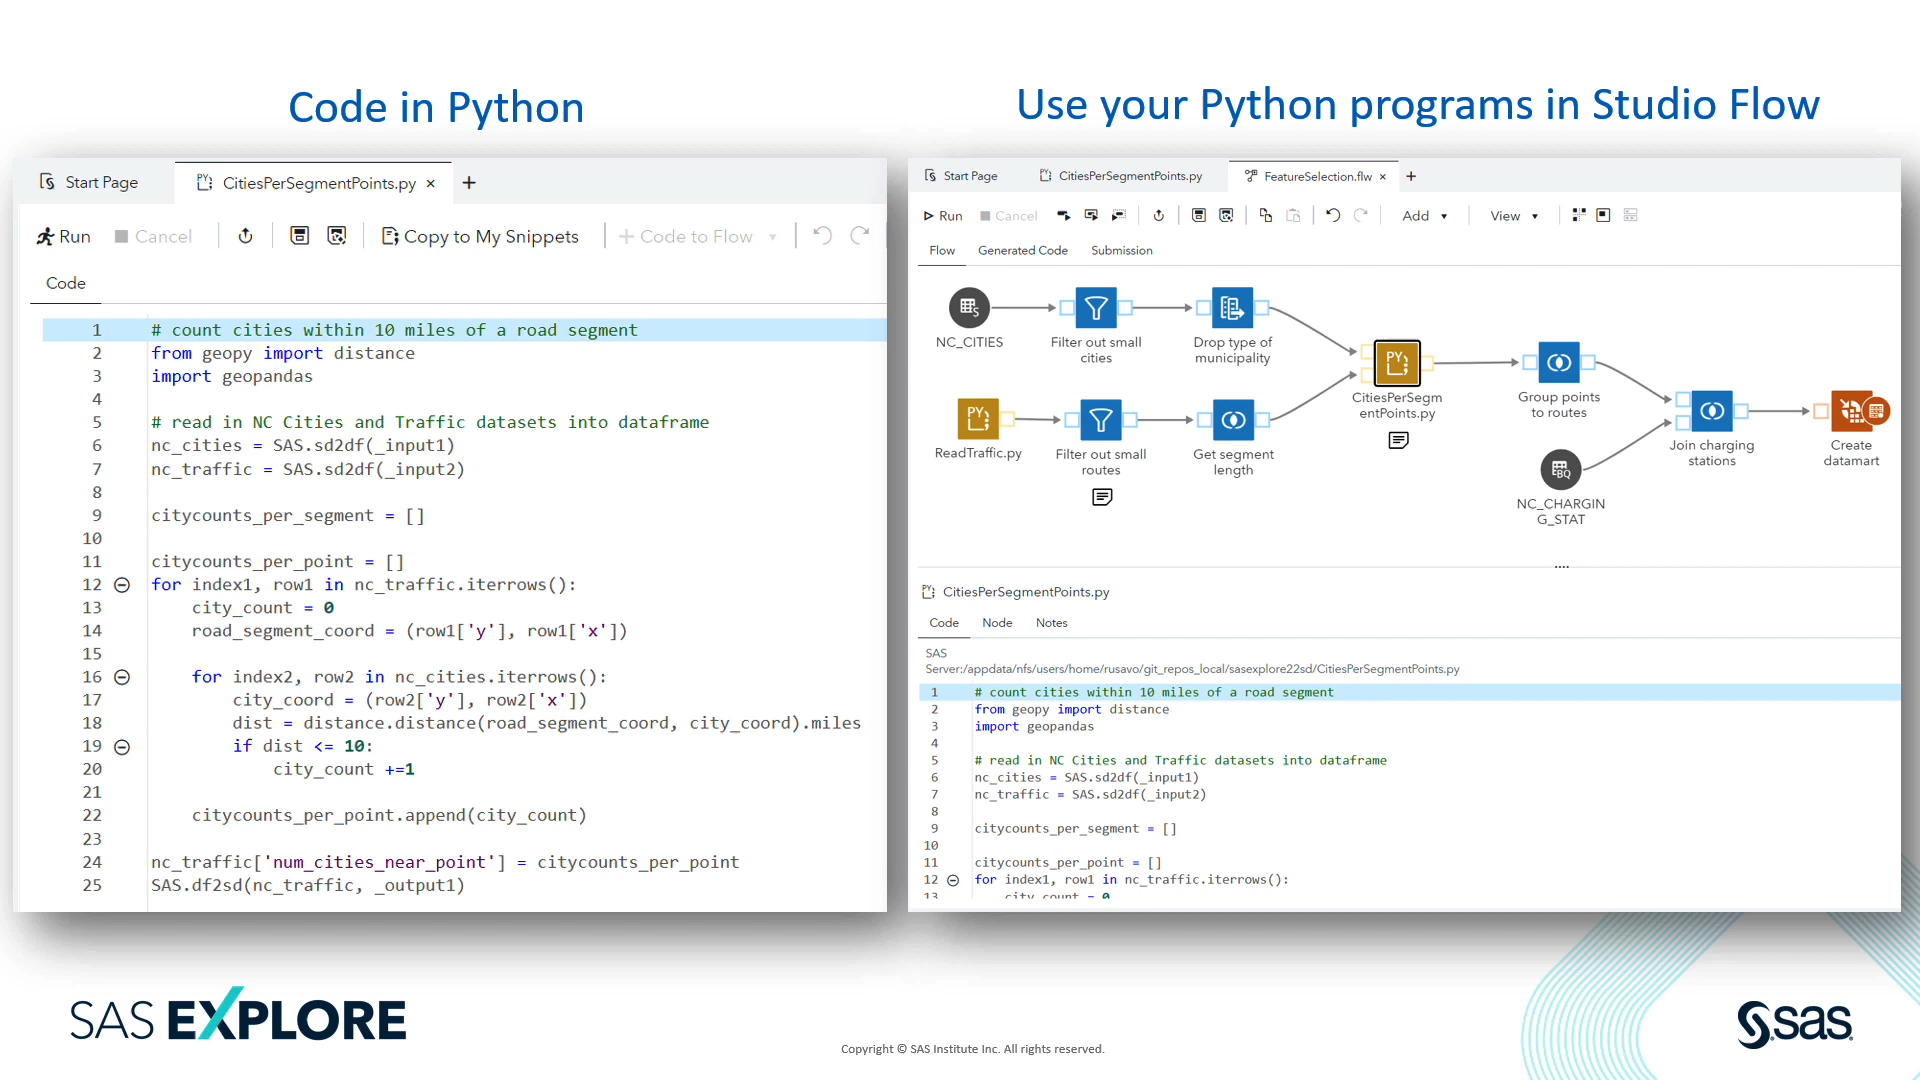 Code in Python
Start Page
CitiesPerSegmentPoints.py
Run
Cancel
Copy to My Snippets
Code to Flow
Code
1 # count cities within 10 miles of a road segment
2 from geopy import distance
3 import geopandas
4
5 # read in NC Cities and Traffic datasets into dataframe
6 nc_cities = SAS.sd2df(_input1)
7 nc_traffic = SAS.sd2df(_input2)
8
9 citycounts_per_segment = []
10
11 citycounts_per_point = []
12 for index1, row1 in nc_traffic.iterrows():
13     city_count = 0
14     road_segment_coord = (row1['y'], row1['x'])
15
16     for index2, row2 in nc_cities.iterrows():
17         city_coord = (row2['y'], row2['x'])
18         dist = distance.distance(road_segment_coord, city_coord).miles
19         if dist <= 10:
20             city_count +=1
21
22     citycounts_per_point.append(city_count)
23
24 nc_traffic['num_cities_near_point'] = citycounts_per_point
25 SAS.df2sd(nc_traffic, _output1)
Use your Python programs in Studio Flow
Start Page
CitiesPerSegmentPoints.py
FeatureSelection.flw
Run
Cancel
Add
View
Flow
Generated Code
Submission
NC_CITIES
Filter out small
cities
Drop type of
municipality
PY
CitiesPerSegm
entPoints.py
Group points
to routes
Join charging
stations
Create
datamart
PY
ReadTraffic.py
Filter out small
routes
Get segment
length
BQ
NC_CHARGIN
G_STAT
CitiesPerSegmentPoints.py
Code
Node
Notes
SAS
Server:/appdata/nfs/users/home/rusavo/git_repos_local/sasexplore22sd/CitiesPerSegmentPoints.py
1 # count cities within 10 miles of a road segment
2 from geopy import distance
3 import geopandas
4
5 # read in NC Cities and Traffic datasets into dataframe
6 nc_cities = SAS.sd2df(_input1)
7 nc_traffic = SAS.sd2df(_input2)
8
9 citycounts_per_segment = []
10
11 citycounts_per_point = []
12 for index1, row1 in nc_traffic.iterrows():
13     city_count = 0
SAS EXPLORE
Copyright © SAS Institute Inc. All rights reserved.
sas